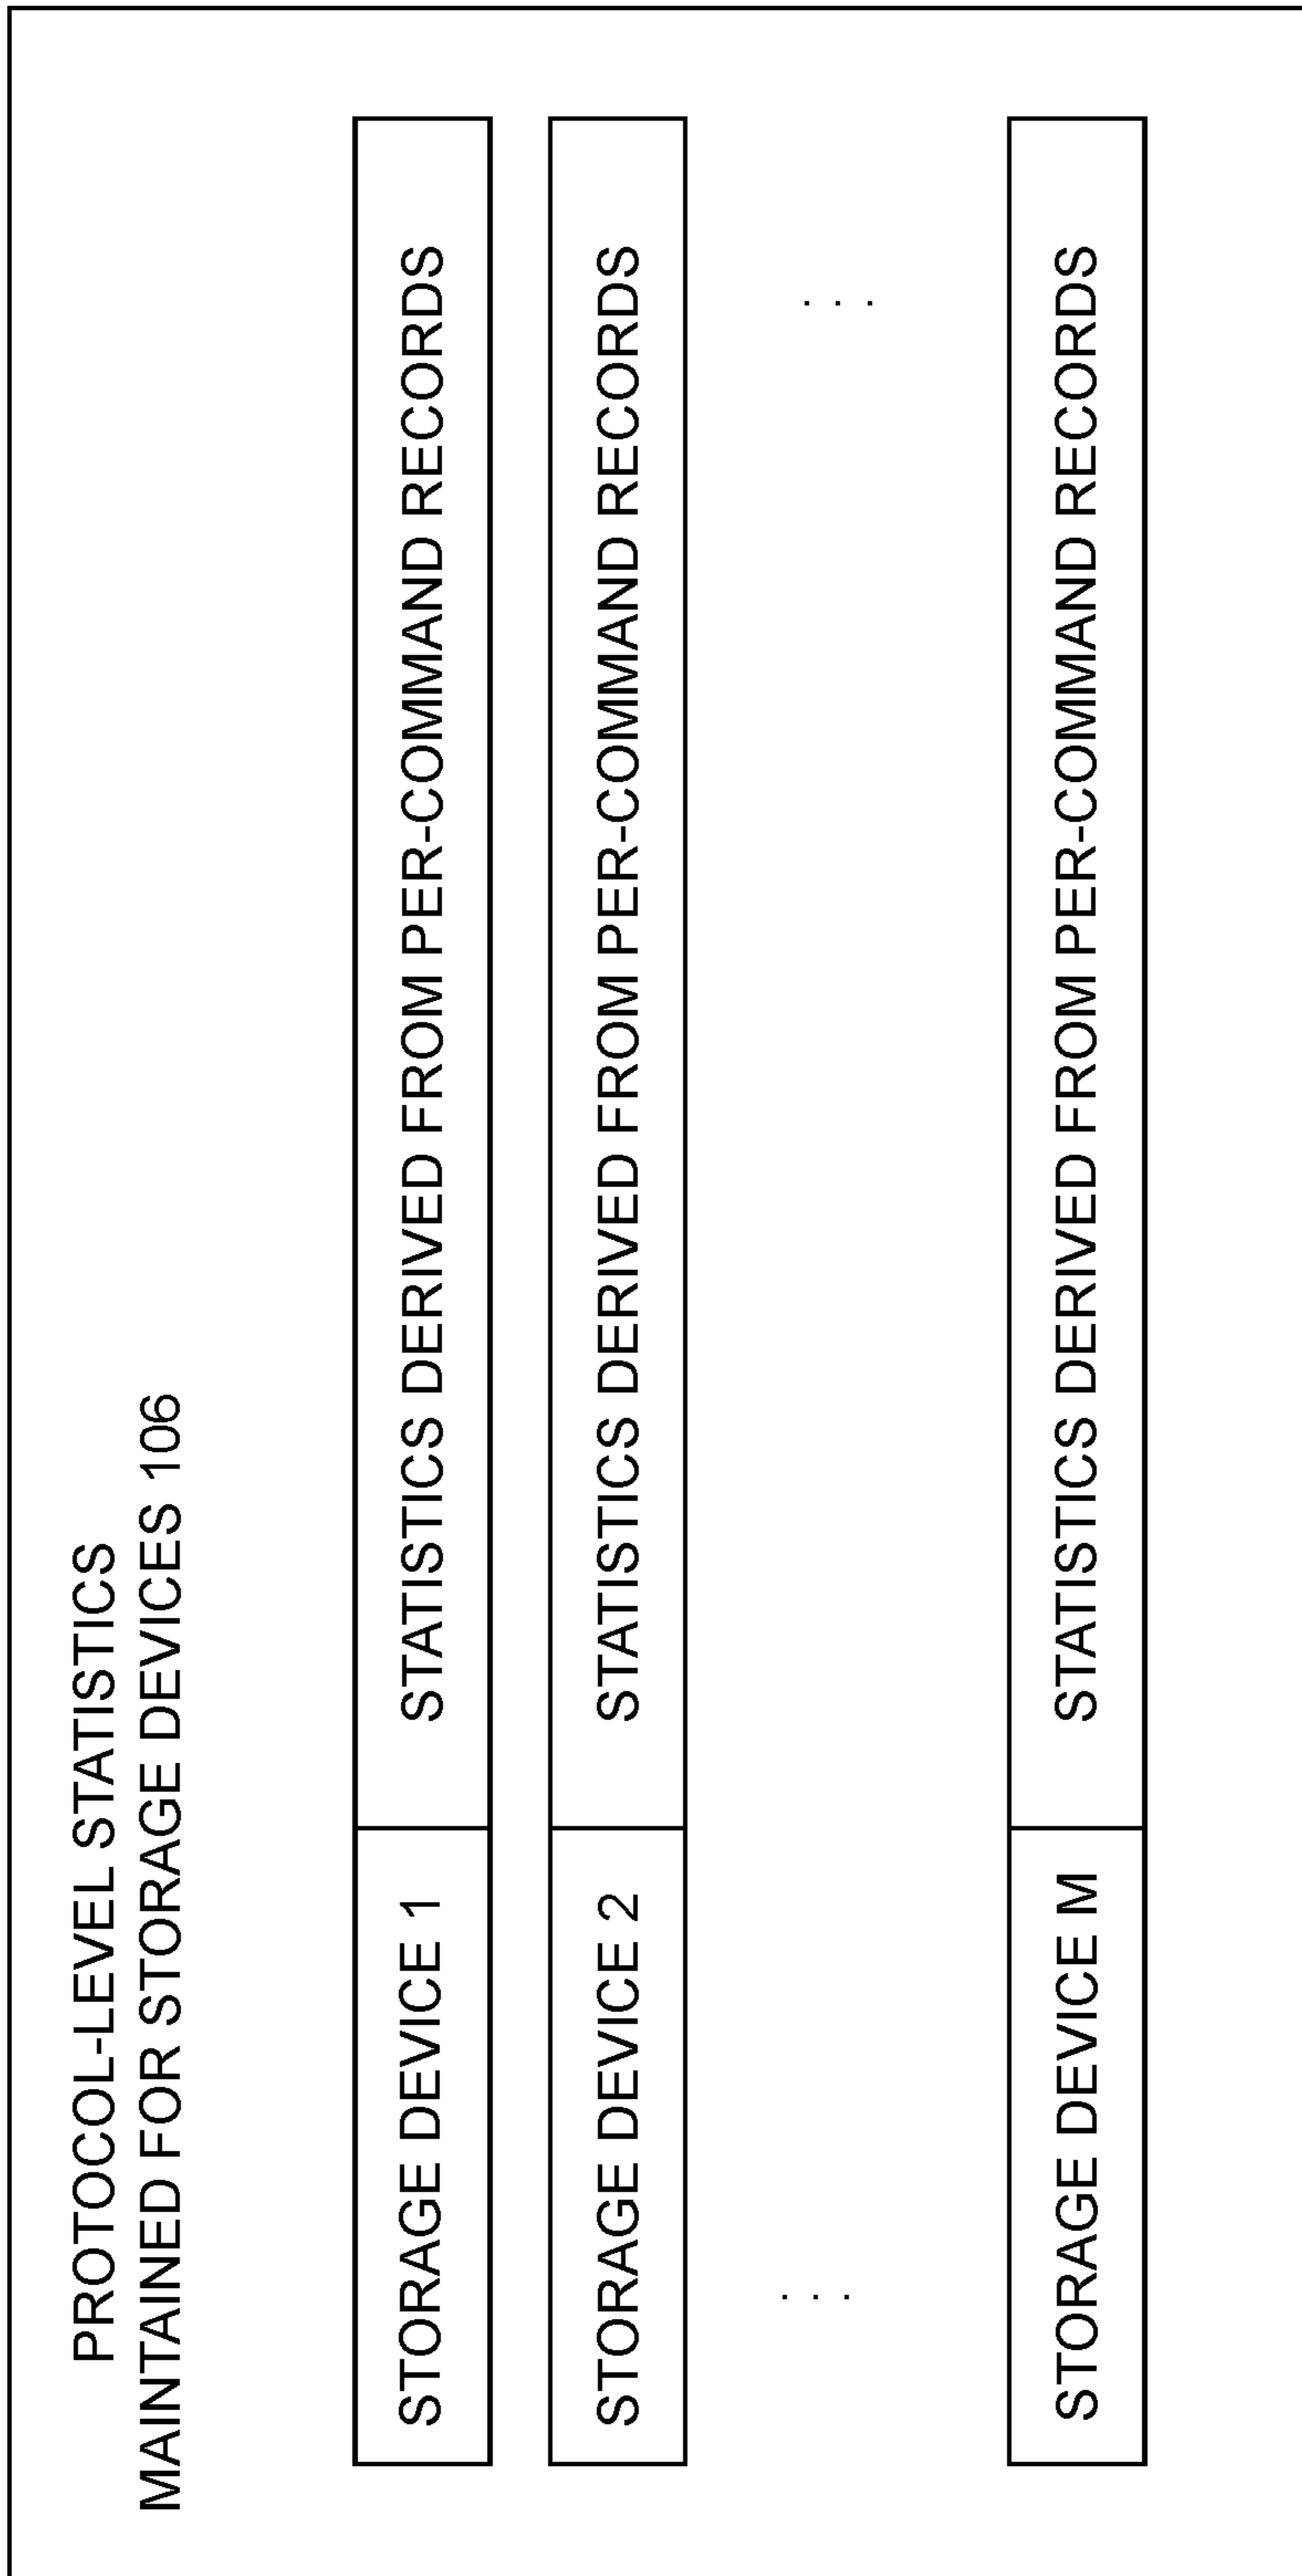 PROTOCOL-LEVEL STATISTICS
MAINTAINED FOR STORAGE DEVICES 106
STORAGE DEVICE 1 STATISTICS DERIVED FROM PER-COMMAND RECORDS
STORAGE DEVICE 2 STATISTICS DERIVED FROM PER-COMMAND RECORDS
. . . . . .
STORAGE DEVICE M STATISTICS DERIVED FROM PER-COMMAND RECORDS